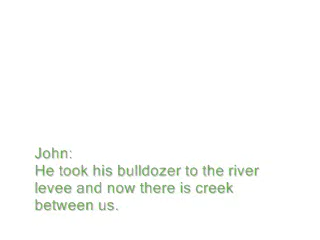 John:
He took his bulldozer to the river
levee and now there is creek
between us.